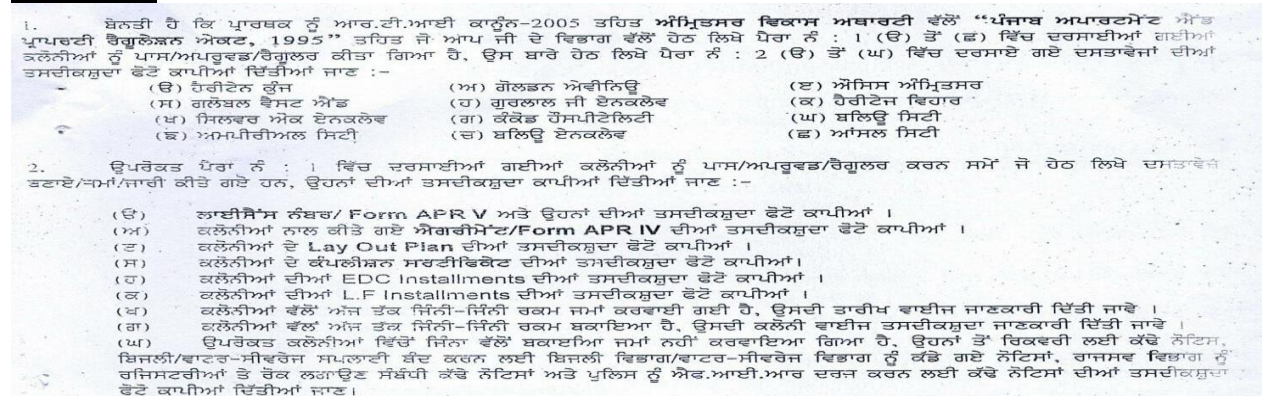 1. ਬੇਨਤੀ ਹੈ ਕਿ ਪ੍ਰਾਰਥਕ ਨੂੰ ਆਰ.ਟੀ.ਆਈ ਕਾਨੂੰਨ-2005 ਤਹਿਤ ਅੰਮ੍ਰਿਤਸਰ ਵਿਕਾਸ ਅਥਾਰਟੀ ਵੱਲੋਂ "ਪੰਜਾਬ ਅਪਾਰਟਮੈਂਟ ਐਂਡ
ਪ੍ਰਾਪਰਟੀ ਰੈਗੂਲੇਸ਼ਨ ਐਕਟ, 1995" ਤਹਿਤ ਜੋ ਆਪ ਜੀ ਦੇ ਵਿਭਾਗ ਵੱਲੋਂ ਹੇਠ ਲਿਖੇ ਪੈਰਾ ਨੰ : 1 (ੳ) ਤੋਂ (ਛ) ਵਿੱਚ ਦਰਸਾਈਆਂ ਗਈਆਂ
ਕਲੋਨੀਆਂ ਨੂੰ ਪਾਸ/ਅਪਰੂਵਡ/ਰੈਗੂਲਰ ਕੀਤਾ ਗਿਆ ਹੈ, ਉਸ ਬਾਰੇ ਹੇਠ ਲਿਖੇ ਪੈਰਾ ਨੰ : 2 (ੳ) ਤੋਂ (ਘ) ਵਿੱਚ ਦਰਸਾਏ ਗਏ ਦਸਤਾਵੇਜਾਂ ਦੀਆਂ
ਤਸਦੀਕਸ਼ੁਦਾ ਫੋਟੋ ਕਾਪੀਆਂ ਦਿੱਤੀਆਂ ਜਾਣ :-
(ੳ) ਹੈਰੀਟੇਨ ਕੁੰਜ (ਅ) ਗੋਲਡਨ ਐਵੀਨਿਊ (ੲ) ਔਸਿਸ ਅੰਮ੍ਰਿਤਸਰ
(ਸ) ਗਲੋਬਲ ਵੈਸਟ ਐਂਡ (ਹ) ਗੁਰਲਾਲ ਜੀ ਏਨਕਲੇਵ (ਕ) ਹੈਰੀਟੇਜ ਵਿਹਾਰ
(ਖ) ਸਿਲਵਰ ਔਕ ਏਨਕਲੇਵ (ਗ) ਕੰਕੋਡ ਹੌਸਪੀਟੇਲਿਟੀ (ਘ) ਬਲਿਊ ਸਿਟੀ
(ਙ) ਅਮਪੀਰੀਅਲ ਸਿਟੀ (ਚ) ਬਲਿਊ ਏਨਕਲੇਵ (ਛ) ਆਂਸਲ ਸਿਟੀ
2. ਉਪਰੋਕਤ ਪੈਰਾ ਨੰ : 1 ਵਿੱਚ ਦਰਸਾਈਆਂ ਗਈਆਂ ਕਲੋਨੀਆਂ ਨੂੰ ਪਾਸ/ਅਪਰੂਵਡ/ਰੈਗੂਲਰ ਕਰਨ ਸਮੇਂ ਜੋ ਹੇਠ ਲਿਖੇ ਦਸਤਾਵੇਜ਼
ਬਣਾਏ/ਜਮਾਂ/ਜਾਰੀ ਕੀਤੇ ਗਏ ਹਨ, ਉਹਨਾਂ ਦੀਆਂ ਤਸਦੀਕਸ਼ੁਦਾ ਕਾਪੀਆਂ ਦਿੱਤੀਆਂ ਜਾਣ :-
(ੳ) ਲਾਈਸੈਂਸ ਨੰਬਰ/ Form APR V ਅਤੇ ਉਹਨਾਂ ਦੀਆਂ ਤਸਦੀਕਸ਼ੁਦਾ ਫੋਟੋ ਕਾਪੀਆਂ ।
(ਅ) ਕਲੋਨੀਆਂ ਨਾਲ ਕੀਤੇ ਗਏ ਐਗਰੀਮੈਂਟ/Form APR IV ਦੀਆਂ ਤਸਦੀਕਸ਼ੁਦਾ ਫੋਟੋ ਕਾਪੀਆਂ ।
(ੲ) ਕਲੋਨੀਆਂ ਦੇ Lay Out Plan ਦੀਆਂ ਤਸਦੀਕਸ਼ੁਦਾ ਫੋਟੋ ਕਾਪੀਆਂ ।
(ਸ) ਕਲੋਨੀਆਂ ਦੇ ਕੰਪਲੀਸ਼ਨ ਸਰਟੀਫਿਕੇਟ ਦੀਆਂ ਤਸਦੀਕਸ਼ੁਦਾ ਫੋਟੋ ਕਾਪੀਆਂ।
(ਹ) ਕਲੋਨੀਆਂ ਦੀਆਂ EDC Installments ਦੀਆਂ ਤਸਦੀਕਸ਼ੁਦਾ ਫੋਟੋ ਕਾਪੀਆਂ ।
(ਕ) ਕਲੋਨੀਆਂ ਦੀਆਂ L.F Installments ਦੀਆਂ ਤਸਦੀਕਸ਼ੁਦਾ ਫੋਟੋ ਕਾਪੀਆਂ ।
(ਖ) ਕਲੋਨੀਆਂ ਵੱਲੋਂ ਅੱਜ ਤੱਕ ਜਿੰਨੀ-ਜਿੰਨੀ ਰਕਮ ਜਮਾਂ ਕਰਵਾਈ ਗਈ ਹੈ, ਉਸਦੀ ਤਾਰੀਖ ਵਾਈਜ ਜਾਣਕਾਰੀ ਦਿੱਤੀ ਜਾਵੇ ।
(ਗ) ਕਲੋਨੀਆਂ ਵੱਲਂ ਅੱਜ ਤੱਕ ਜਿੰਨੀ-ਜਿੰਨੀ ਰਕਮ ਬਕਾਇਆ ਹੈ, ਉਸਦੀ ਕਲੋਨੀ ਵਾਈਜ ਤਸਦੀਕਸ਼ੁਦਾ ਜਾਣਕਾਰੀ ਦਿੱਤੀ ਜਾਵੇ ।
(ਘ) ਉਪਰੋਕਤ ਕਲੋਨੀਆਂ ਵਿੱਚੋਂ ਜਿੰਨਾ ਵੱਲੋਂ ਬਕਾਇਆ ਜਮਾਂ ਨਹੀਂ ਕਰਵਾਇਆ ਗਿਆ ਹੈ, ਉਹਨਾਂ ਤੋਂ ਰਿਕਵਰੀ ਲਈ ਕੱਢੇ ਨੋਟਿਸ,
ਬਿਜਲੀ/ਵਾਟਰ-ਸੀਵਰੇਜ ਸਪਲਾਈ ਬੰਦ ਕਰਨ ਲਈ ਬਿਜਲੀ ਵਿਭਾਗ/ਵਾਟਰ-ਸੀਵਰੇਜ ਵਿਭਾਗ ਨੂੰ ਕੱਡੇ ਗਏ ਨੋਟਿਸਾਂ, ਰਾਜਸਵ ਵਿਭਾਗ ਨੂੰ
ਰਜਿਸਟਰੀਆਂ ਤੇ ਰੋਕ ਲਗਾਉਣ ਸੰਬੰਧੀ ਕੱਢੇ ਨੋਟਿਸਾਂ ਅਤੇ ਪੁਲਿਸ ਨੂੰ ਐਫ.ਆਈ.ਆਰ ਦਰਜ ਕਰਨ ਲਈ ਕੱਢੇ ਨੋਟਿਸਾਂ ਦੀਆਂ ਤਸਦੀਕਸ਼ੁਦਾ
ਫੋਟੋ ਕਾਪੀਆਂ ਦਿੱਤੀਆਂ ਜਾਣ।